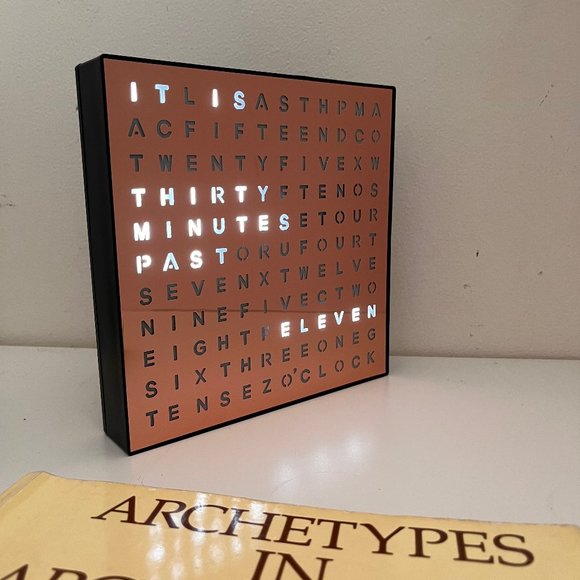 ITLISASTHPMA
ACFIFTEENDCO
TWENTYFIVEXW
THIRTYFTENOS
MINUTESETOUR
PASTORUFOURT
SEVENXTWELVE
NINEFIVECTWO
EIGHTFELEVEN
SIXTHREEONEG
TENSEZO'CLOCK
ARCHETYPES
IN